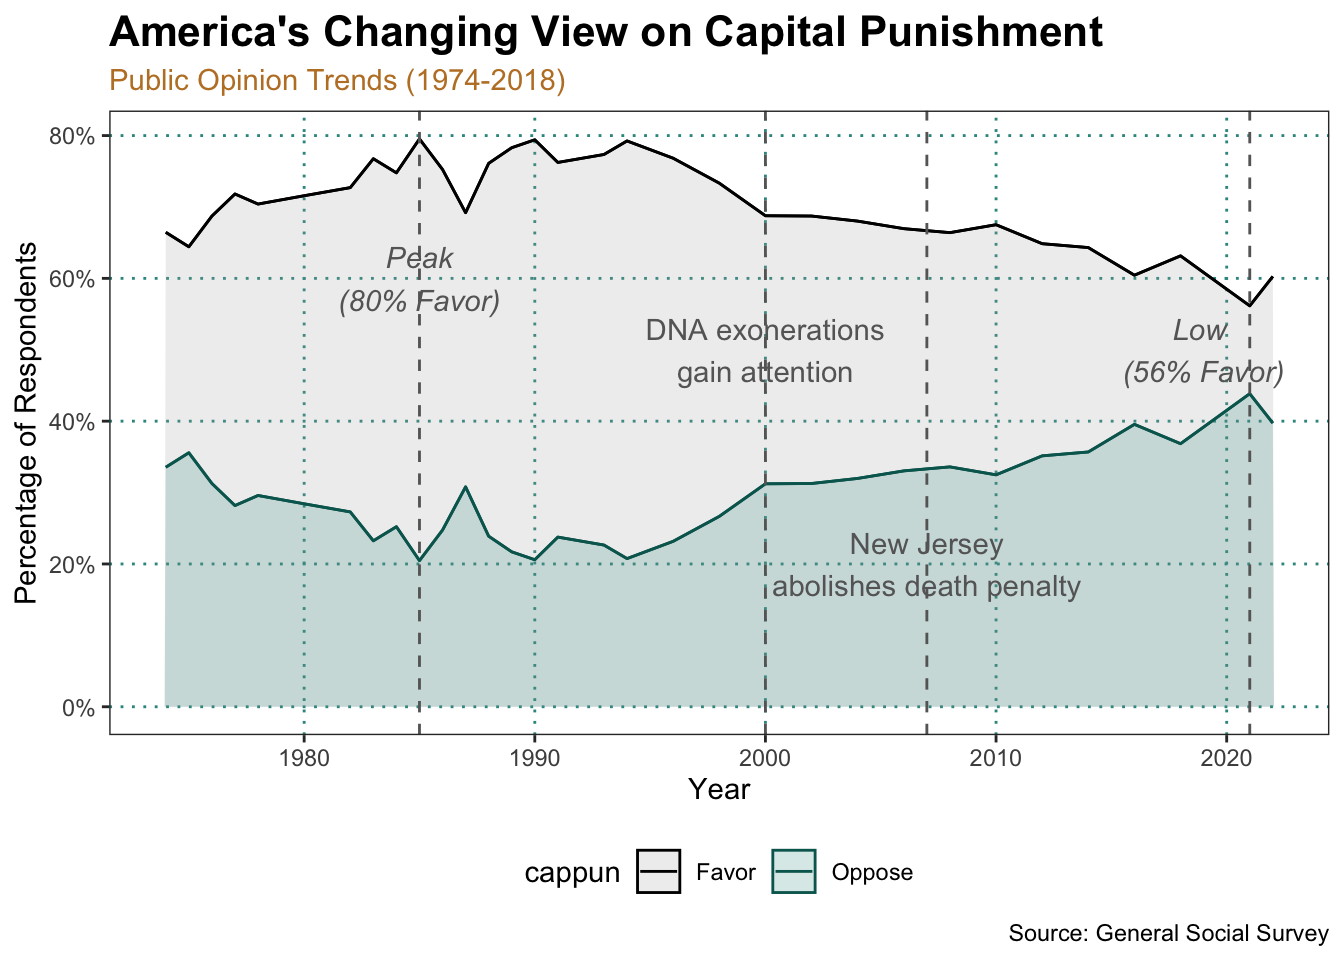 America's Changing View on Capital Punishment
Public Opinion Trends (1974-2018)
Percentage of Respondents
80%
60%
40%
20%
0%
Peak
(80% Favor)
DNA exonerations
gain attention
Low
(56% Favor)
New Jersey
abolishes death penalty
1980
1990
2000
2010
2020
Year
cappun
Favor
Oppose
Source: General Social Survey